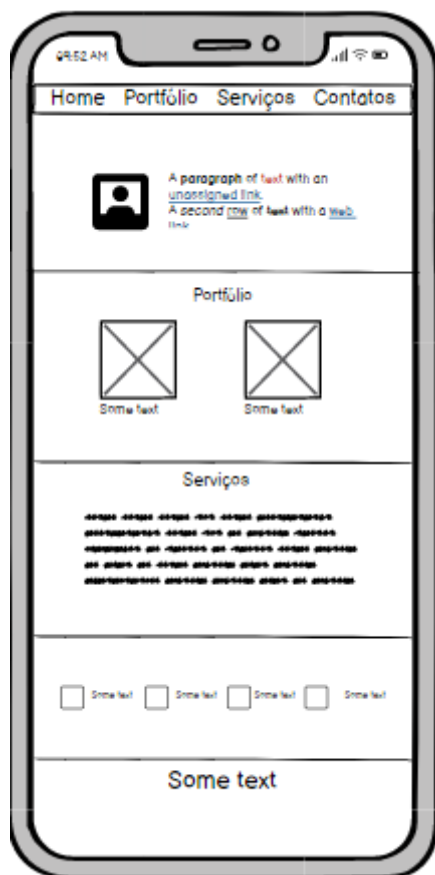 09:52 AM
Home Portfólio Serviços Contatos
A paragraph of text with an
unassigned link.
A second row of text with a web
link
Portfólio
Some text Some text
Serviços
Some text Some text Some text Some text
Some text